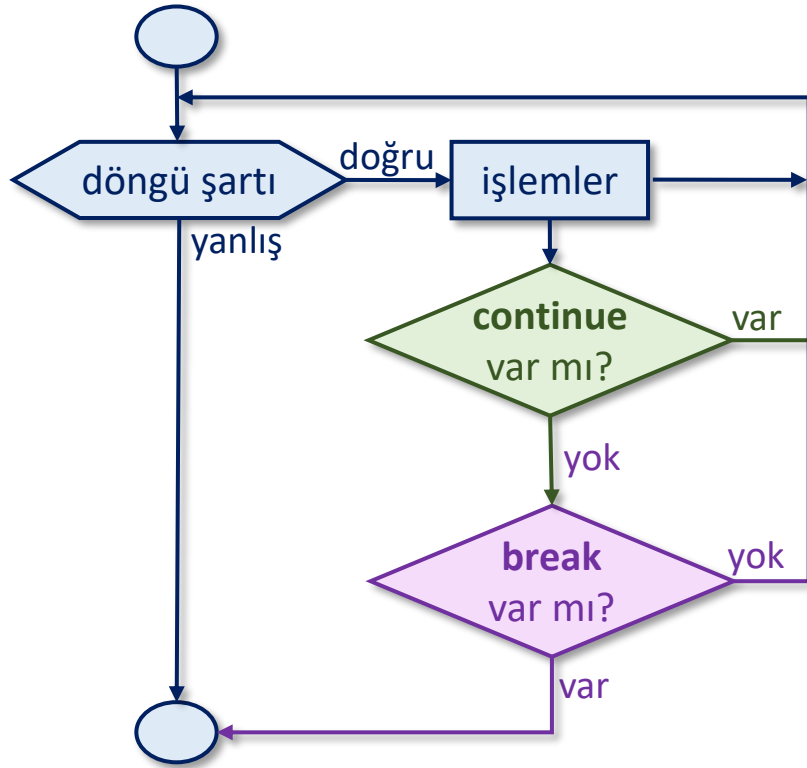 döngü şartı
doğru
işlemler
yanlış
continue
var mı?
var
yok
break
var mı?
yok
var